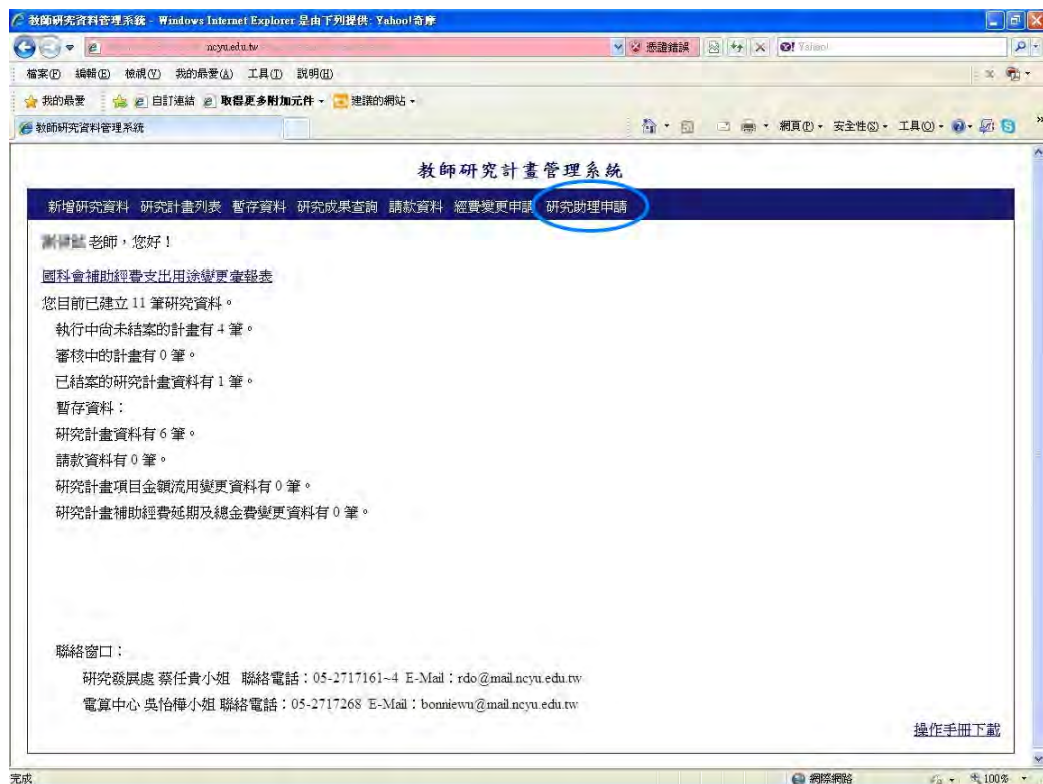 教師研究資料管理系統 - Windows Internet Explorer 是由下列提供: Yahoo!奇摩
ncyu.edu.tw 憑證錯誤 Yahoo!
檔案(F) 編輯(E) 檢視(V) 我的最愛(A) 工具(T) 說明(H)
我的最愛 自訂連結 取得更多附加元件 建議的網站
教師研究資料管理系統 網頁(P) 安全性(S) 工具(O)
教師研究計畫管理系統
新增研究資料 研究計畫列表 暫存資料 研究成果查詢 請款資料 經費變更申請 研究助理申請
老師，您好！
國科會補助經費支出用途變更彙報表
您目前已建立 11 筆研究資料。
執行中尚未結案的計畫有 4 筆。
審核中的計畫有 0 筆。
已結案的研究計畫資料有 1 筆。
暫存資料：
研究計畫資料有 6 筆。
請款資料有 0 筆。
研究計畫項目金額流用變更資料有 0 筆。
研究計畫補助經費延期及總金費變更資料有 0 筆。
聯絡窗口：
研究發展處 蔡任貴小姐 聯絡電話：05-2717161~4 E-Mail：rdo@mail.ncyu.edu.tw
電算中心 吳怡樺小姐 聯絡電話：05-2717268 E-Mail：bonniewu@mail.ncyu.edu.tw
操作手冊下載
完成 網際網路 100%